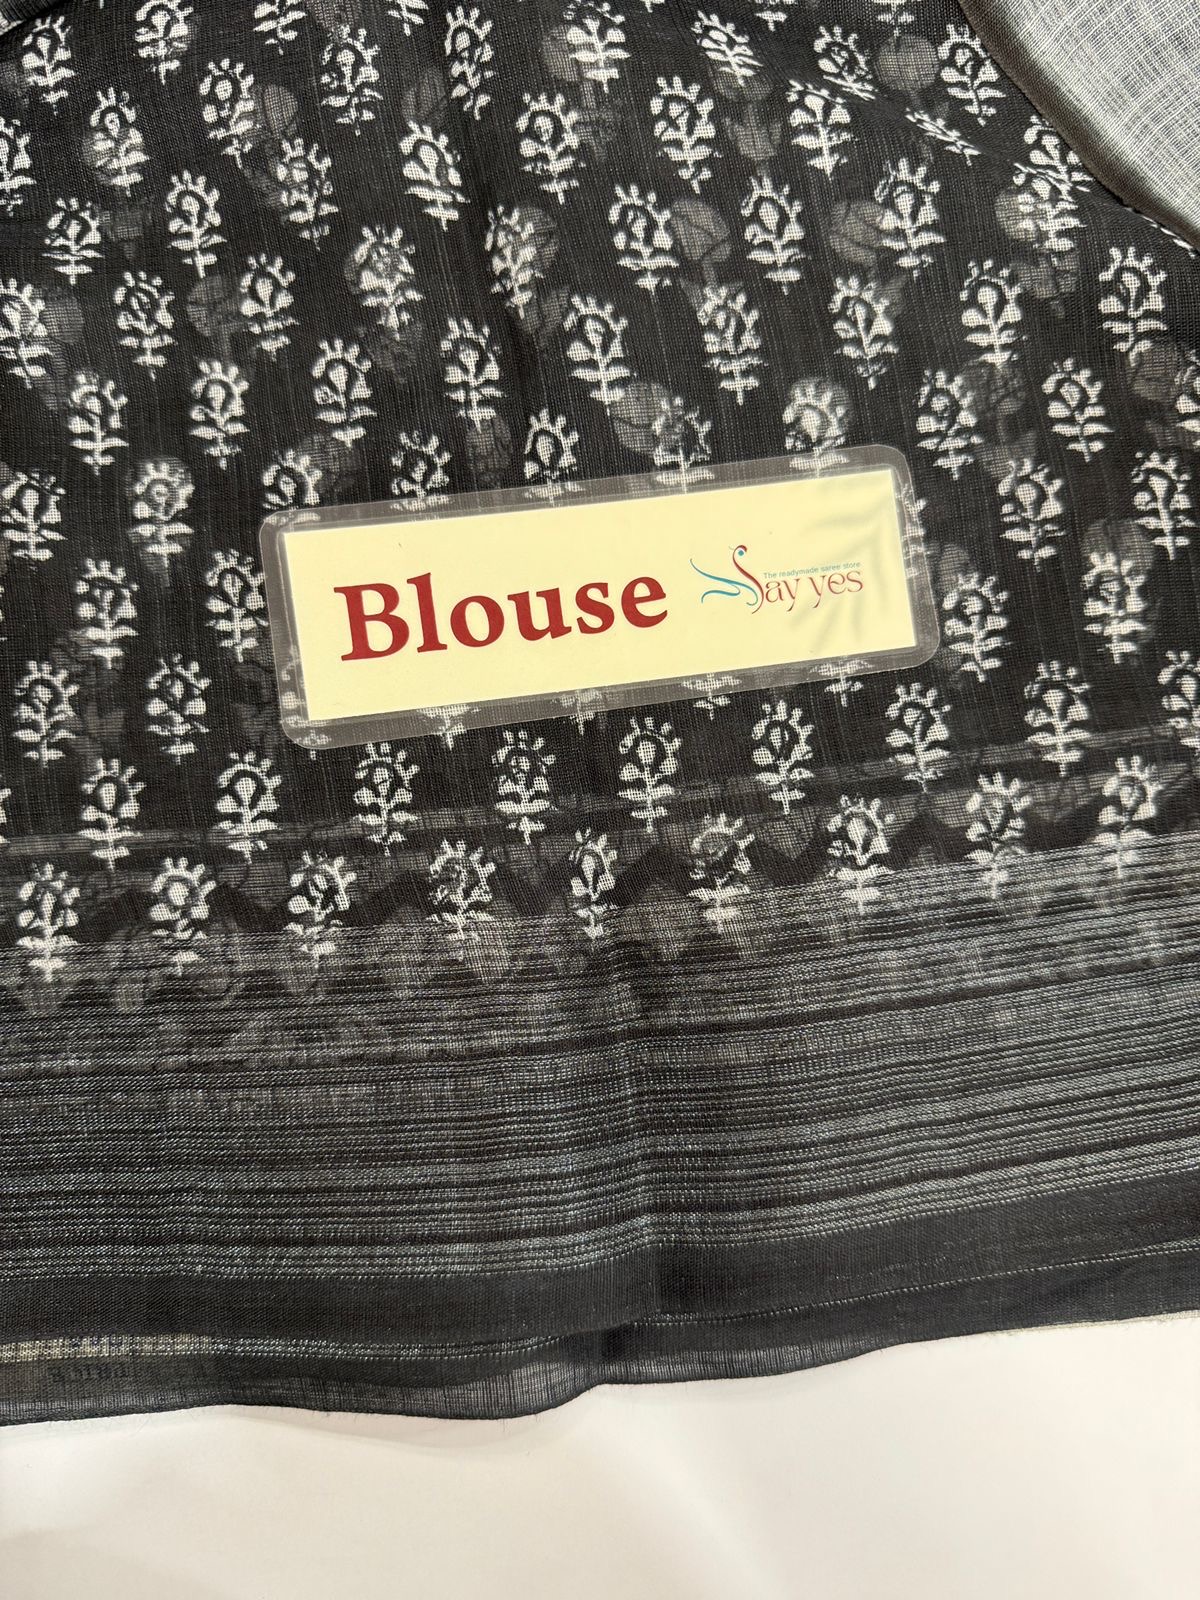 Blouse
The readymade saree store
Say yes